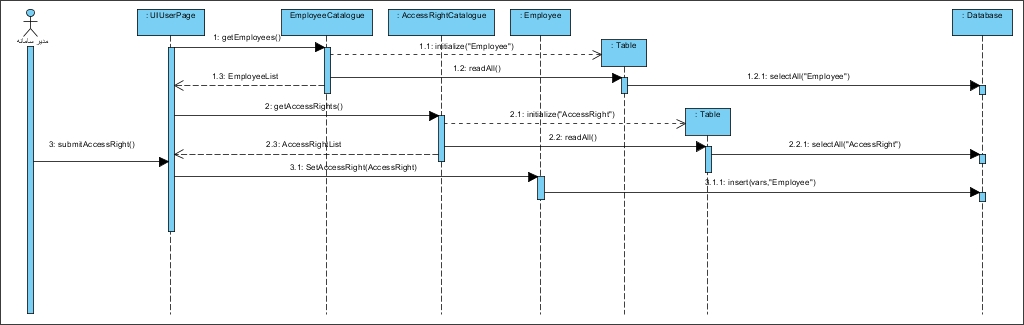 : UIUserPage
EmployeeCatalogue
: AccessRightCatalogue
: Employee
: Database
مدیر سامانه
1: getEmployees()
1.1: initialize("Employee")
: Table
1.2: readAll()
1.3: EmployeeList
1.2.1: selectAll("Employee")
2: getAccessRights()
2.1: initialize("AccessRight")
: Table
2.2: readAll()
3: submitAccessRight()
2.3: AccessRightList
2.2.1: selectAll("AccessRight")
3.1: SetAccessRight(AccessRight)
3.1.1: insert(vars,"Employee")